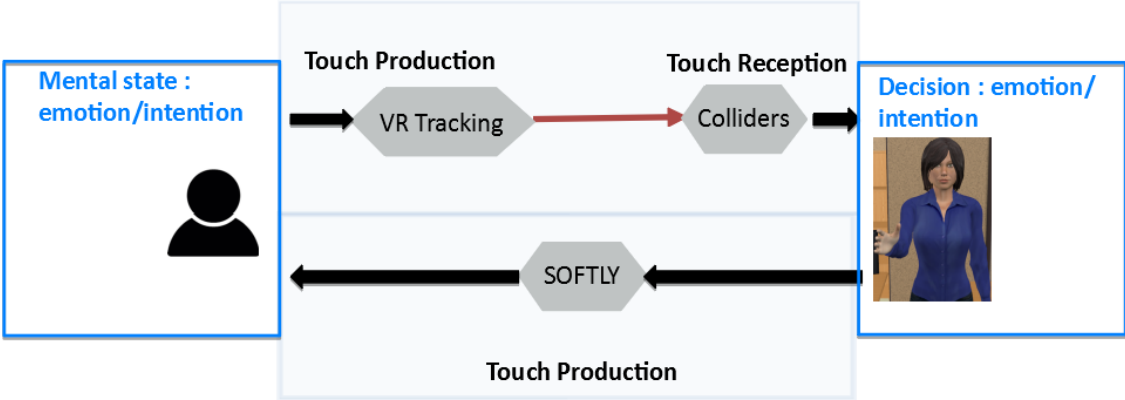 Mental state :
emotion/intention
Touch Production
VR Tracking
Touch Reception
Colliders
Decision : emotion/
intention
SOFTLY
Touch Production